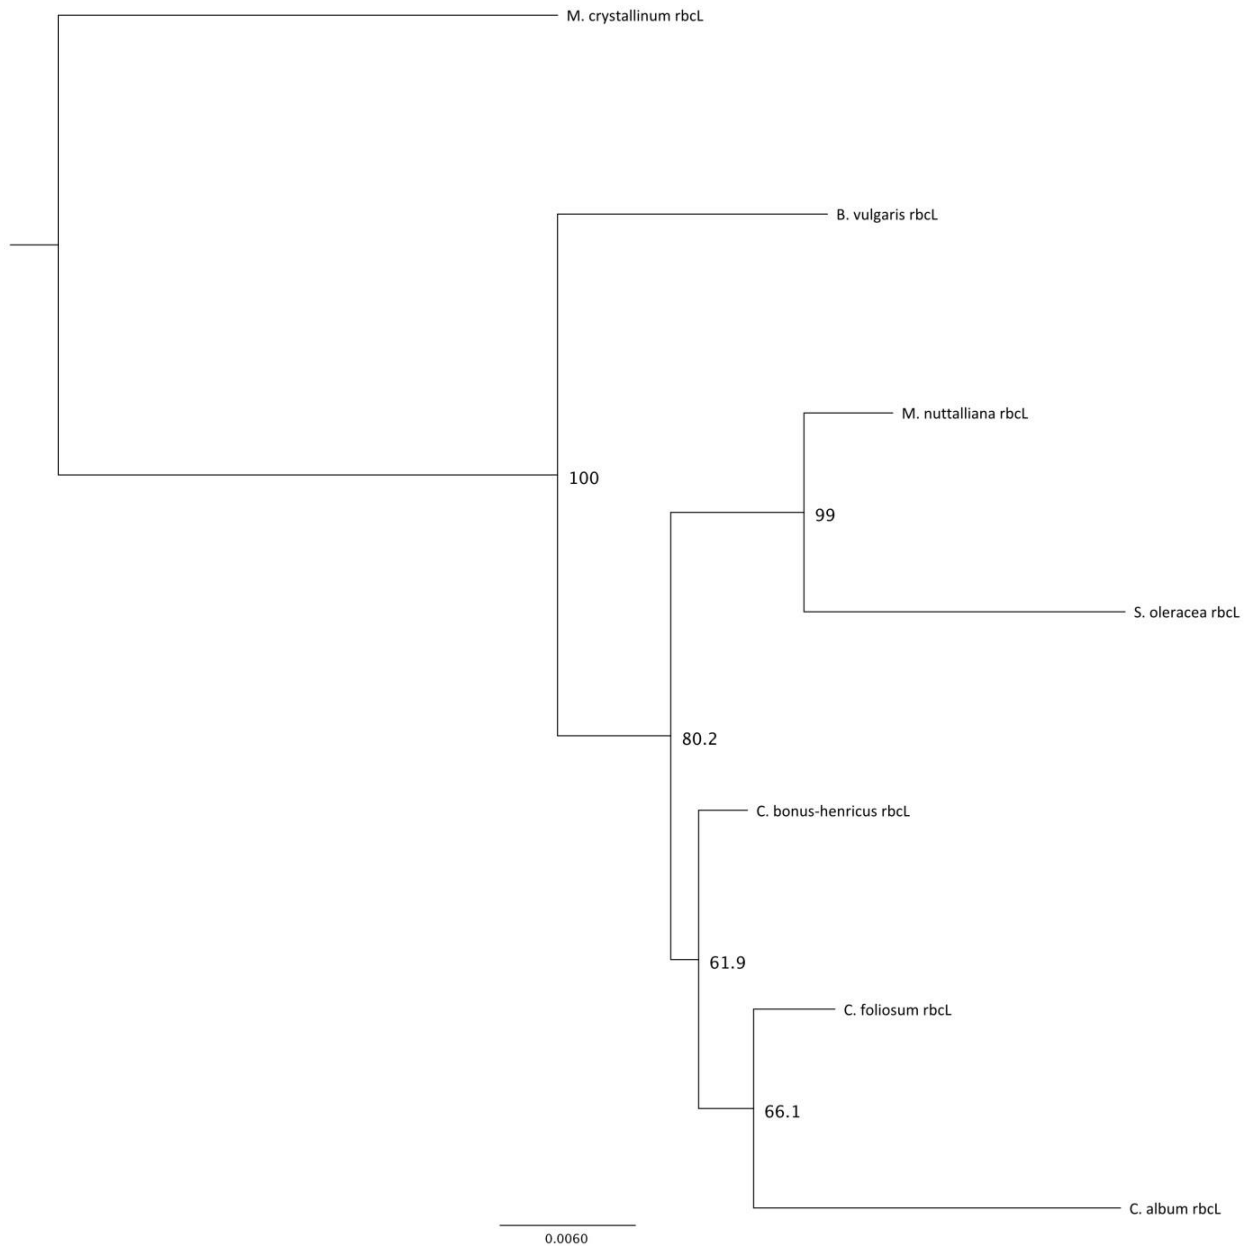 M. crystallinum rbcL
B. vulgaris rbcL
M. nuttalliana rbcL
100
99
S. oleracea rbcL
80.2
C. bonus-henricus rbcL
61.9
C. foliosum rbcL
66.1
C. album rbcL
0.0060